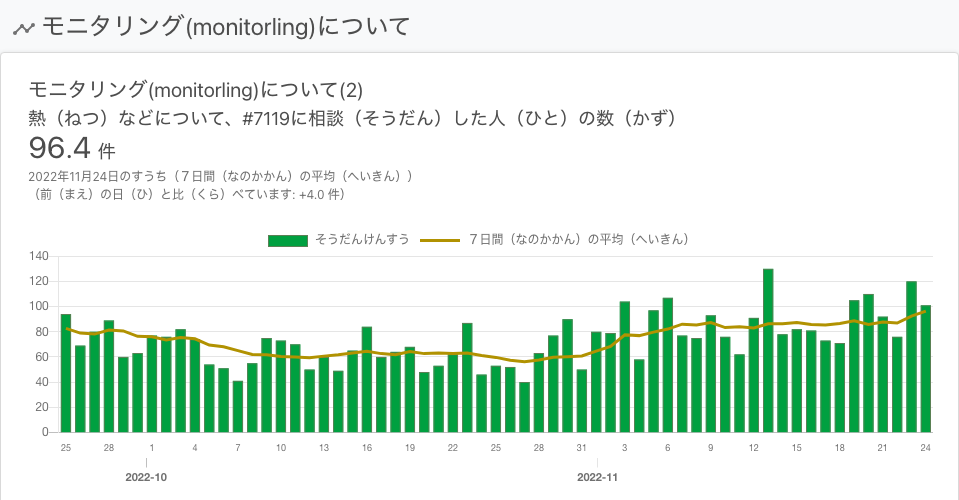 モニタリング(monitorling)について
モニタリング(monitorling)について(2)
熱（ねつ）などについて、#7119に相談（そうだん）した人（ひと）の数（かず）
96.4 件
2022年11月24日のすうち（７日間（なのかかん）の平均（へいきん））
（前（まえ）の日（ひ）と比（くら）べています: +4.0 件）
そうだんけんすう ７日間（なのかかん）の平均（へいきん）
140
120
100
80
60
40
20
0
25 28 1 4 7 10 13 16 19 22 25 28 31 3 6 9 12 15 18 21 24
2022-10 2022-11